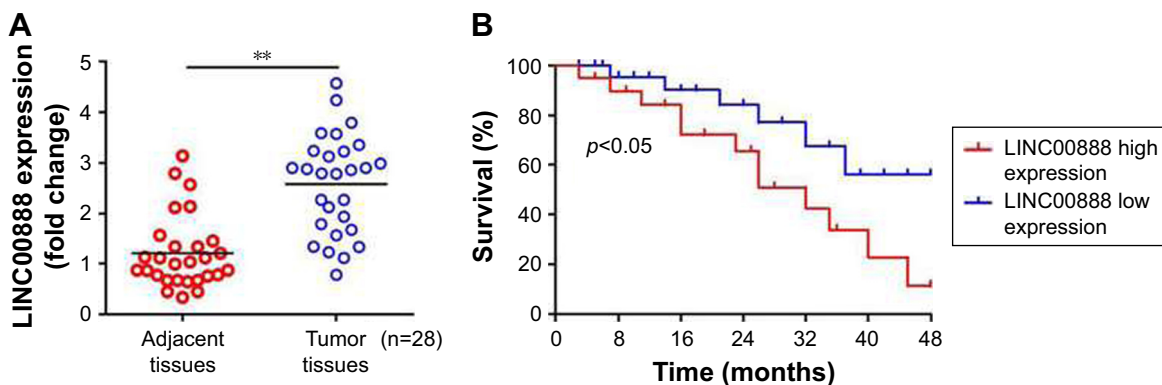 A
LINC00888 expression
(fold change)
5
4
3
2
1
0
**
Adjacent
tissues
Tumor
tissues
(n=28)
B
Survival (%)
100
80
60
40
20
0
p<0.05
0 8 16 24 32 40 48
Time (months)
LINC00888 high
expression
LINC00888 low
expression